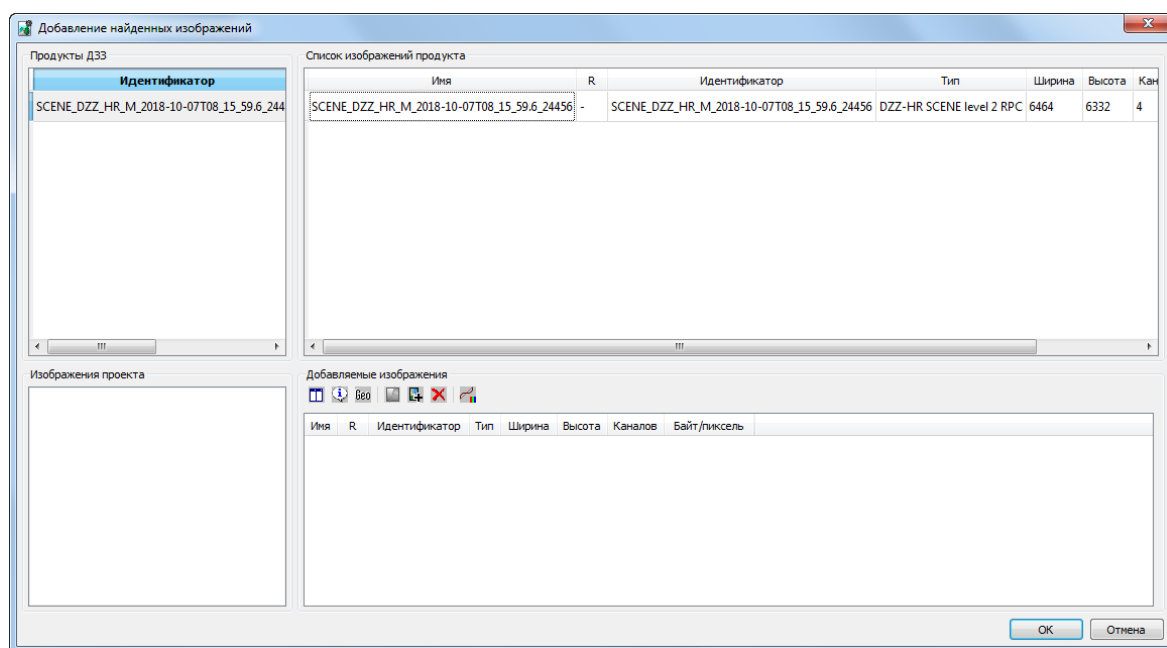 Добавление найденных изображений
Продукты ДЗЗ
Идентификатор
SCENE_DZZ_HR_M_2018-10-07T08_15_59.6_244
Список изображений продукта
Имя R Идентификатор Тип Ширина Высота Кан
SCENE_DZZ_HR_M_2018-10-07T08_15_59.6_24456 - SCENE_DZZ_HR_M_2018-10-07T08_15_59.6_24456 DZZ-HR SCENE level 2 RPC 6464 6332 4
Изображения проекта
Добавляемые изображения
Geo
Имя R Идентификатор Тип Ширина Высота Каналов Байт/пиксель
OK Отмена